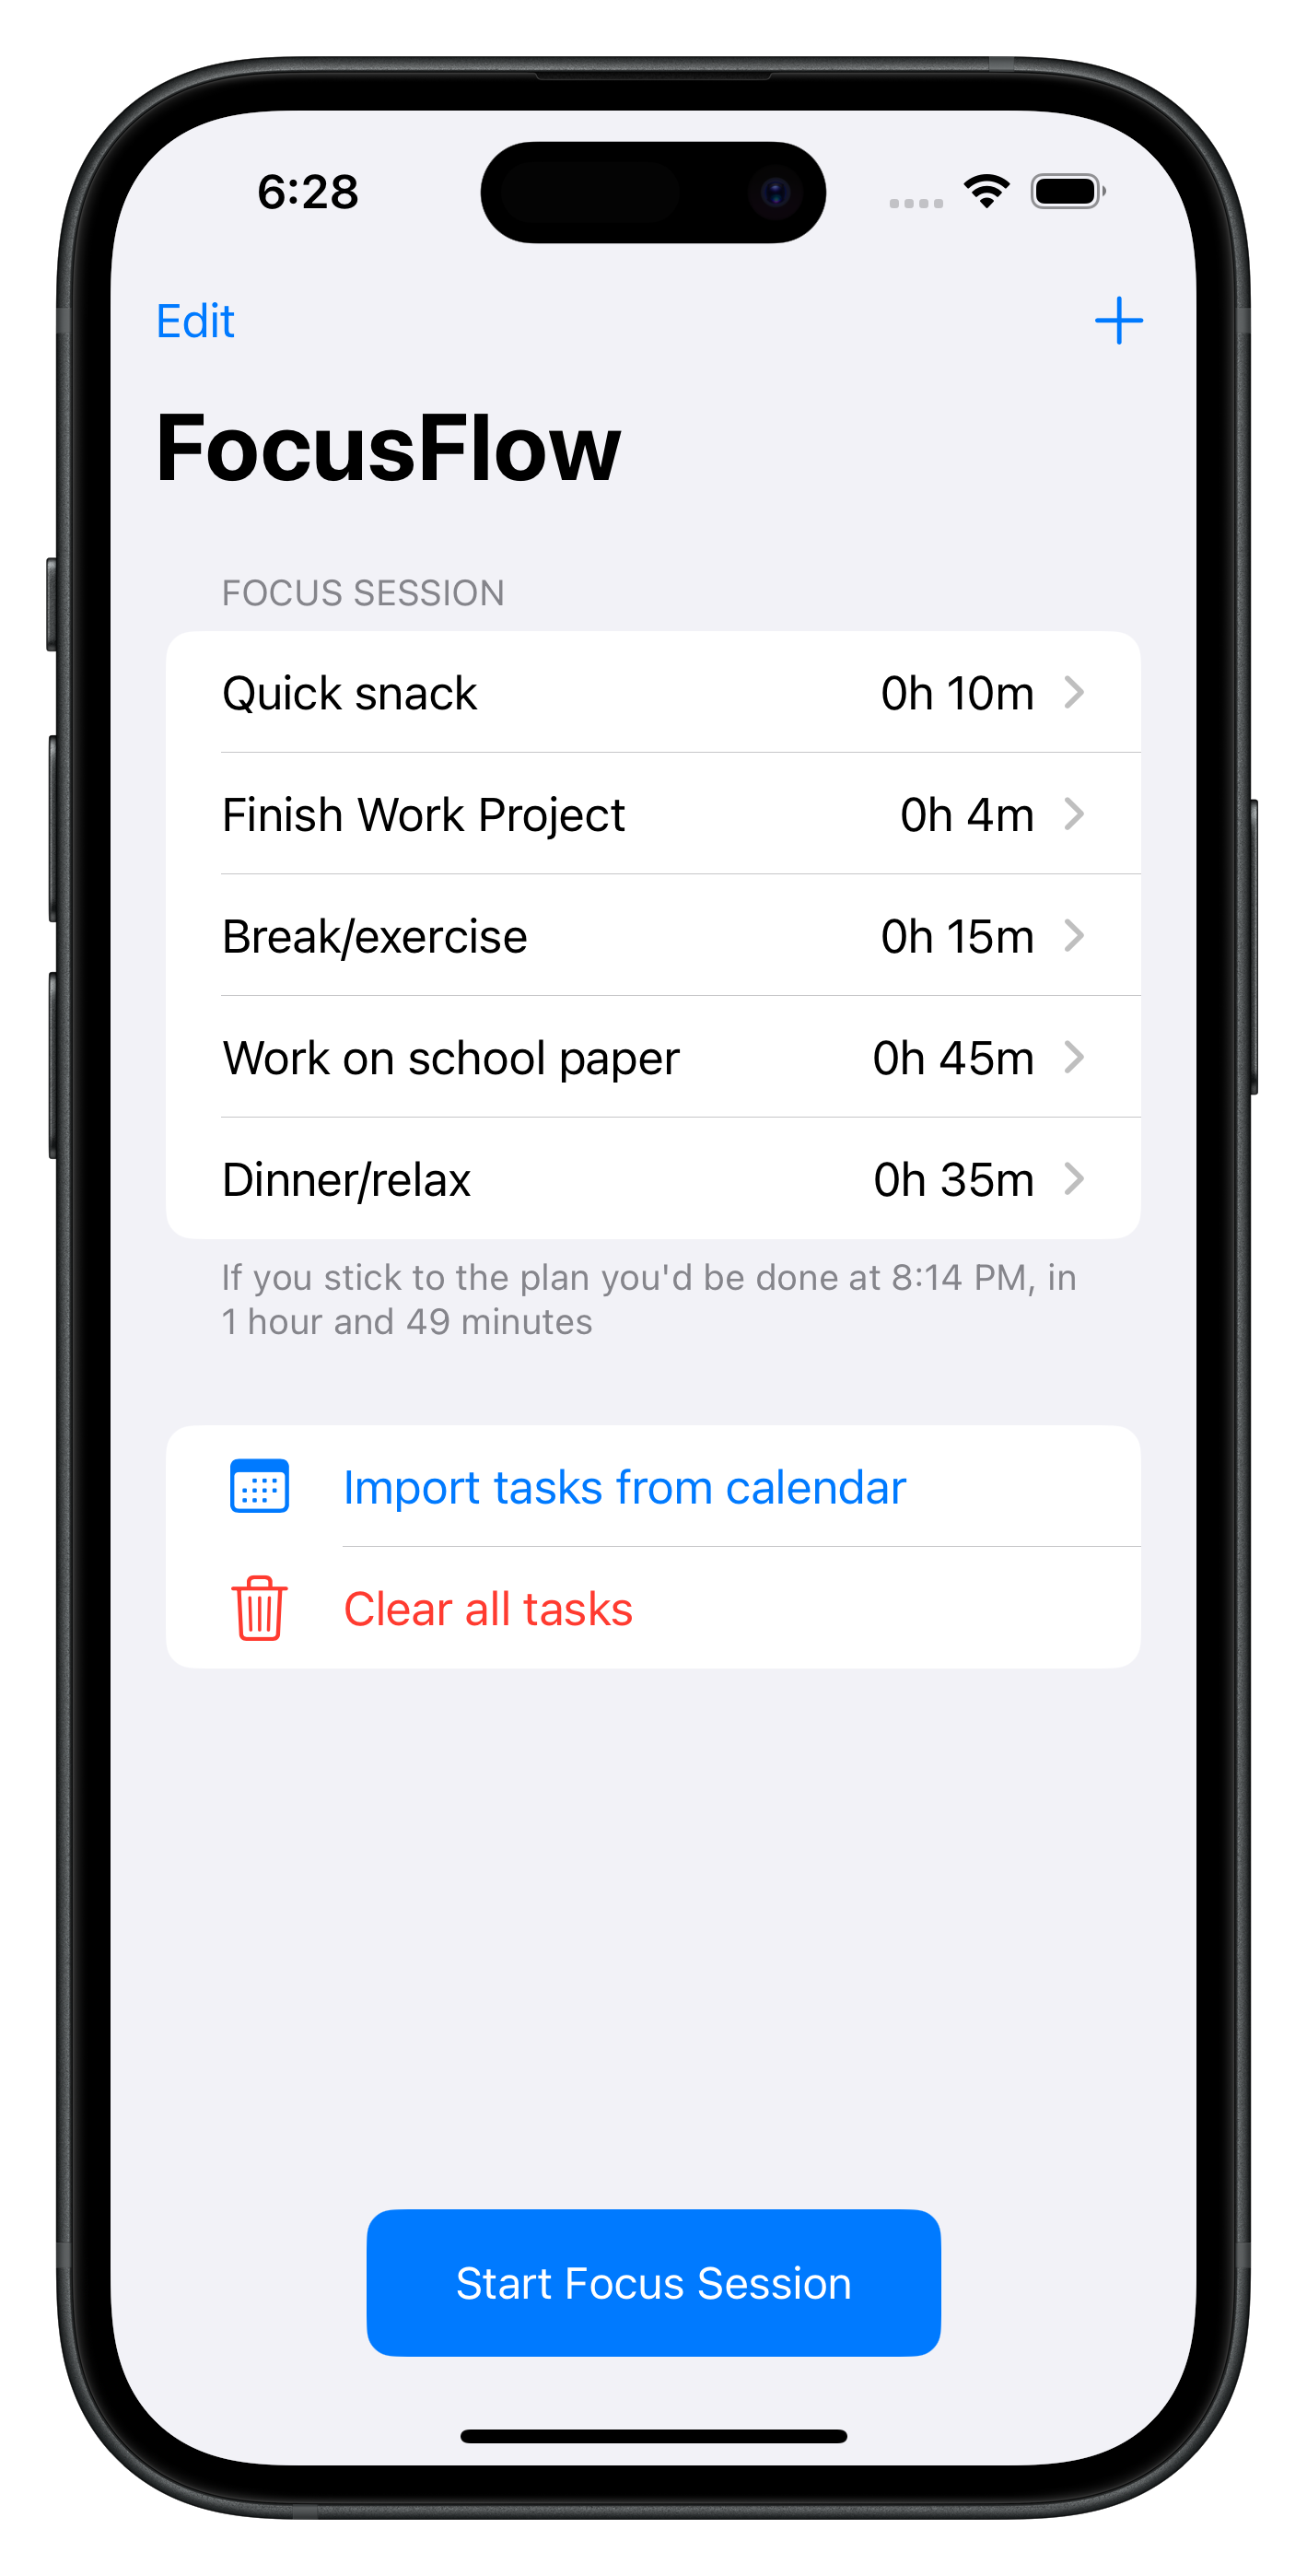 6:28
Edit
FocusFlow
FOCUS SESSION
Quick snack 0h 10m
Finish Work Project 0h 4m
Break/exercise 0h 15m
Work on school paper 0h 45m
Dinner/relax 0h 35m
If you stick to the plan you'd be done at 8:14 PM, in
1 hour and 49 minutes
Import tasks from calendar
Clear all tasks
Start Focus Session